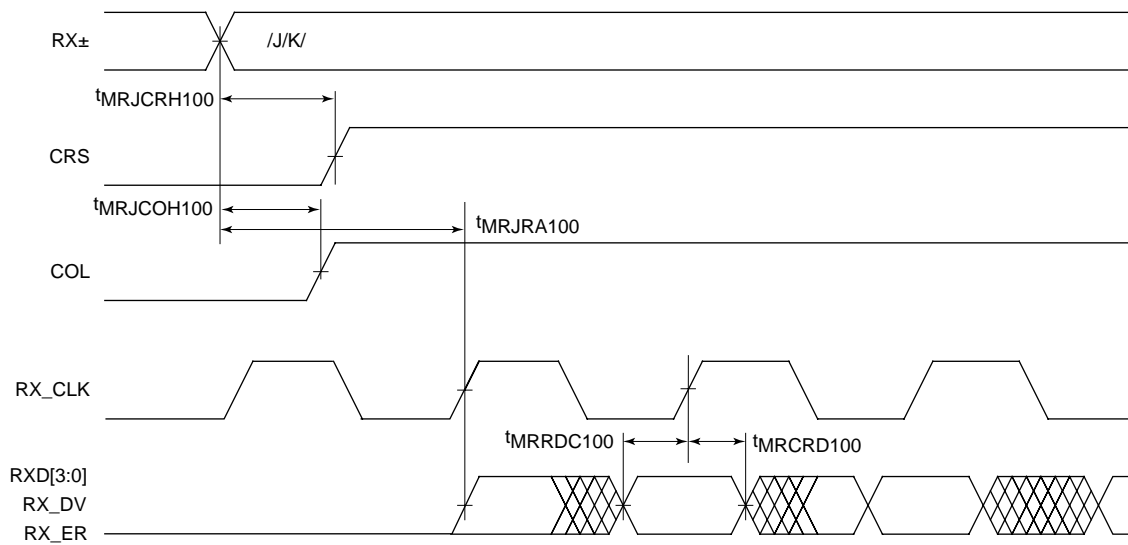 RX±
/J/K/
tMRJCRH100
CRS
tMRJCOH100
tMRJRA100
COL
RX_CLK
tMRRDC100
tMRCRD100
RXD[3:0]
RX_DV
RX_ER